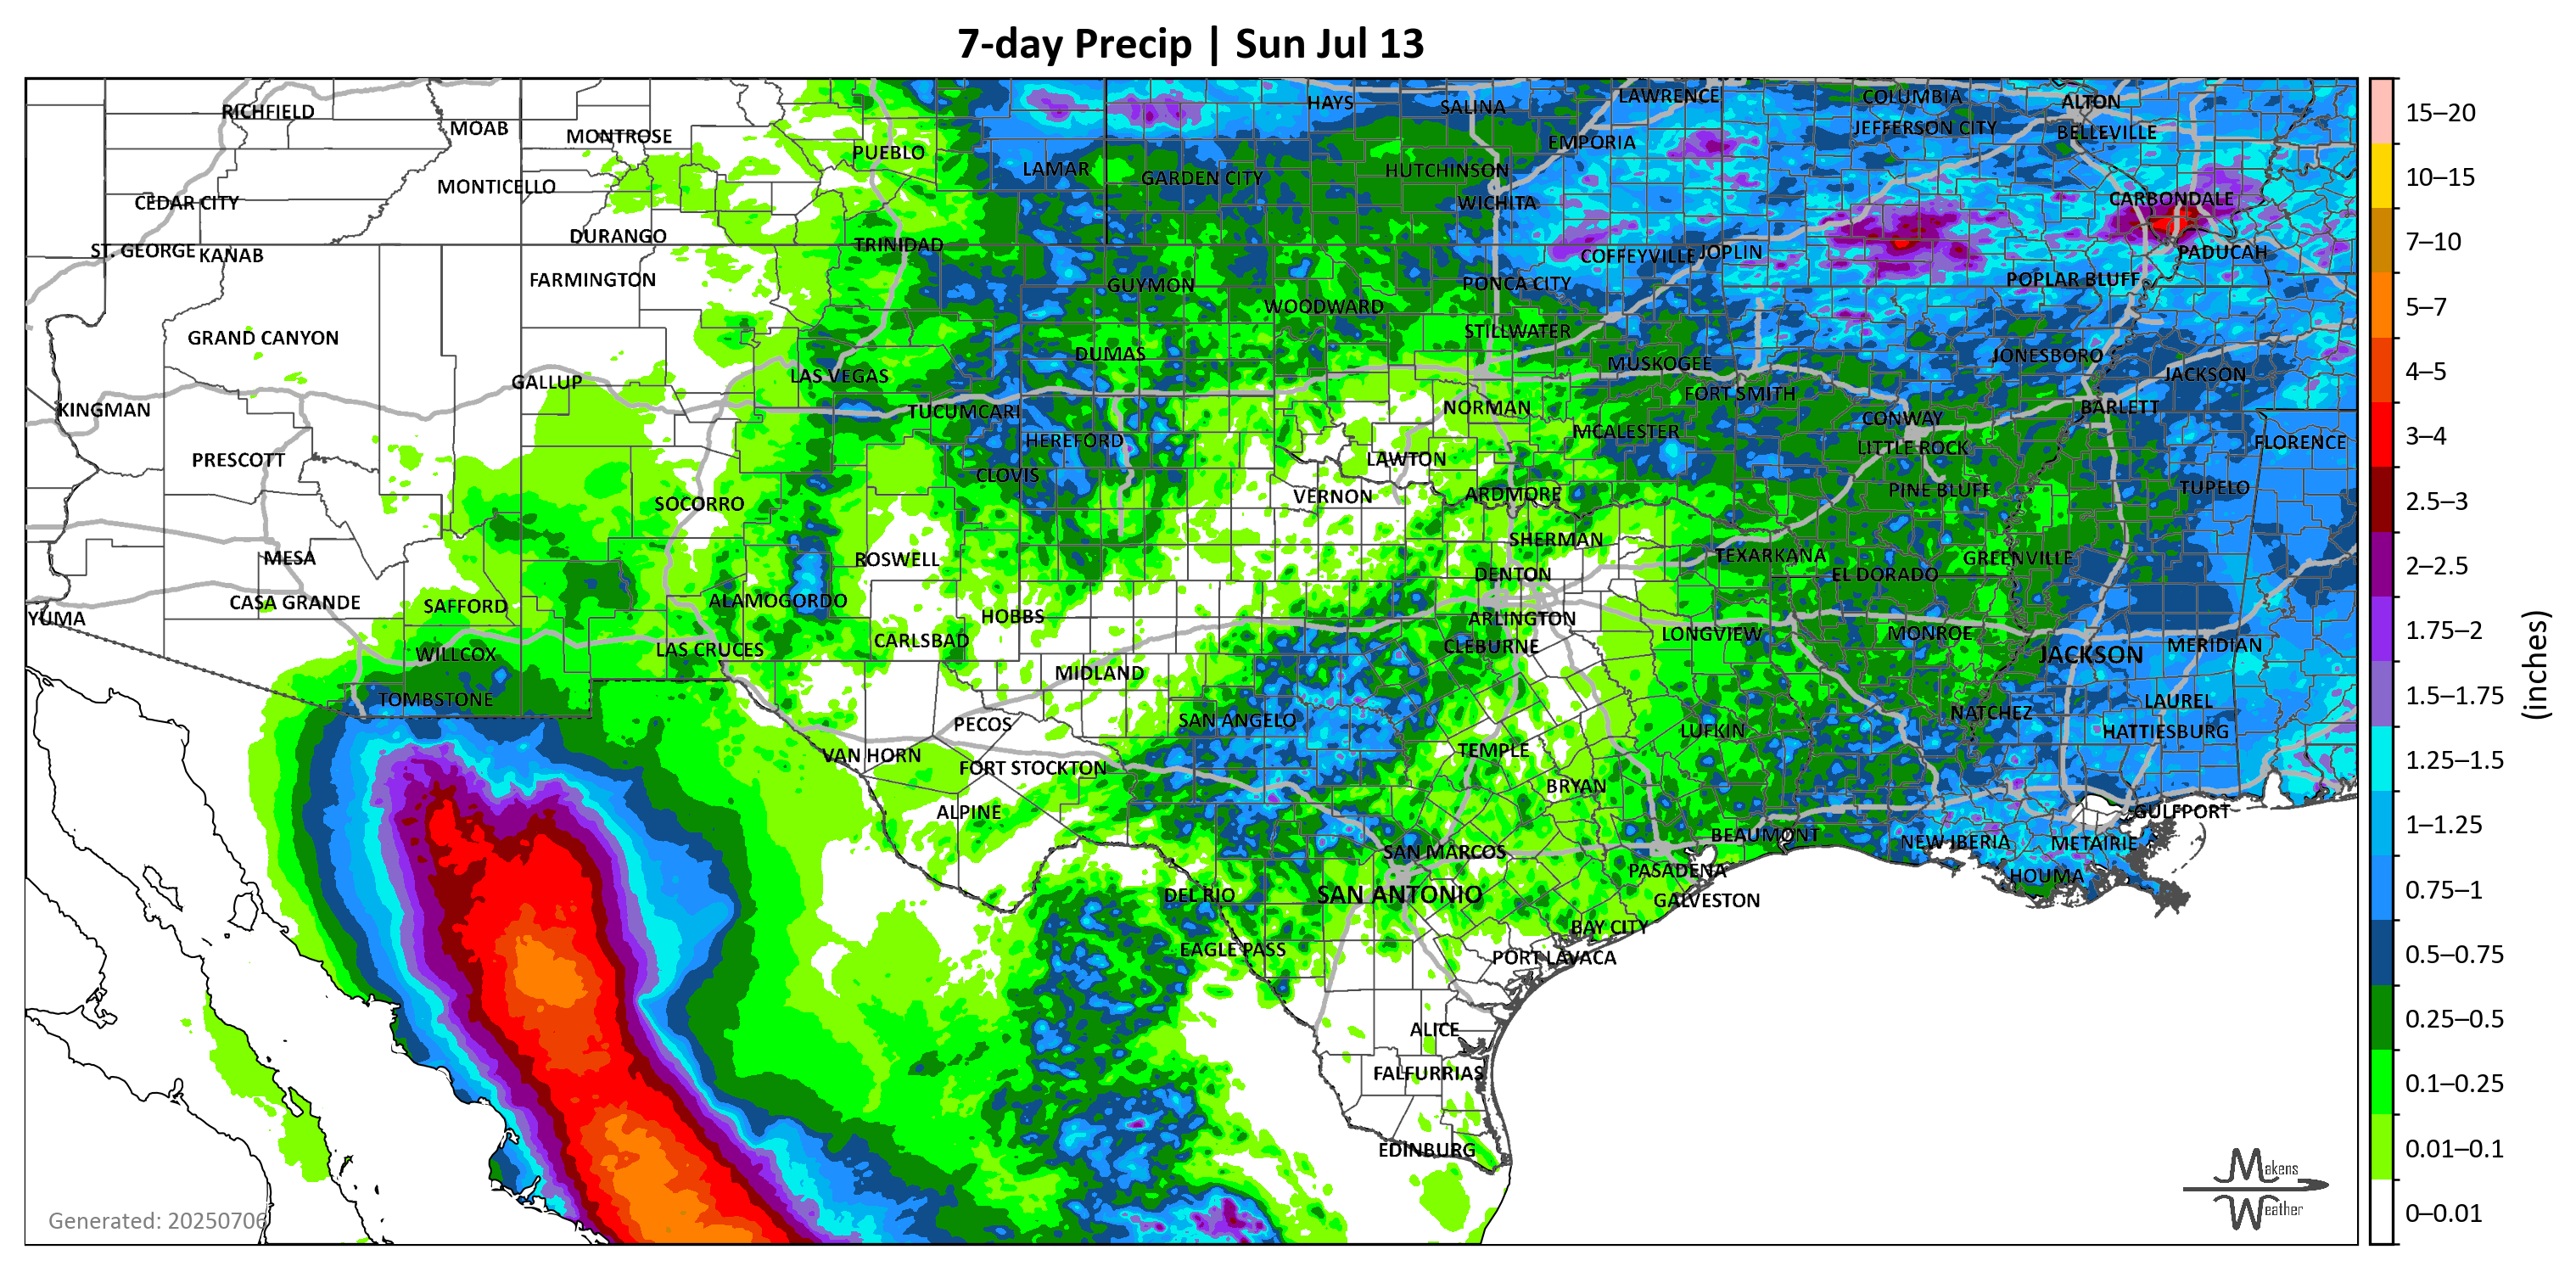 7-day Precip | Sun Jul 13
RICHFIELD
MOAB
MONTROSE
PUEBLO
HAYS
SALINA
LAWRENCE
COLUMBIA
ALTON
JEFFERSON CITY
BELLEVILLE
EMPORIA
CEDAR CITY
MONTICELLO
LAMAR
GARDEN CITY
HUTCHINSON
WICHITA
CARBONDALE
ST. GEORGE
KANAB
DURANGO
TRINIDAD
COFFEYVILLE
JOPLIN
PADUCAH
FARMINGTON
GUYMON
PONCA CITY
POPLAR BLUFF
WOODWARD
GRAND CANYON
STILLWATER
DUMAS
MUSKOGEE
JONESBORO
JACKSON
GALLUP
LAS VEGAS
FORT SMITH
KINGMAN
TUCUMCARI
NORMAN
CONWAY
BARLETT
HEREFORD
MCALESTER
LITTLE ROCK
FLORENCE
PRESCOTT
CLOVIS
LAWTON
SOCORRO
VERNON
ARDMORE
PINE BLUFF
TUPELO
MESA
ROSWELL
SHERMAN
TEXARKANA
GREENVILLE
DENTON
EL DORADO
YUMA
CASA GRANDE
SAFFORD
ALAMOGORDO
HOBBS
ARLINGTON
WILLCOX
LAS CRUCES
CARLSBAD
CLEBURNE
LONGVIEW
MONROE
JACKSON
MERIDIAN
TOMBSTONE
MIDLAND
LAUREL
PECOS
SAN ANGELO
NATCHEZ
HATTIESBURG
VAN HORN
FORT STOCKTON
TEMPLE
LUFKIN
ALPINE
BRYAN
GULFPORT
SAN MARCOS
BEAUMONT
NEW IBERIA
METAIRIE
DEL RIO
SAN ANTONIO
PASADENA
GALVESTON
HOUMA
EAGLE PASS
BAY CITY
PORT LAVACA
ALICE
FALFURRIAS
EDINBURG
Generated: 20250706
Makens
Weather
15–20
10–15
7–10
5–7
4–5
3–4
2.5–3
2–2.5
1.75–2
1.5–1.75
1.25–1.5
1–1.25
0.75–1
0.5–0.75
0.25–0.5
0.1–0.25
0.01–0.1
0–0.01
(inches)